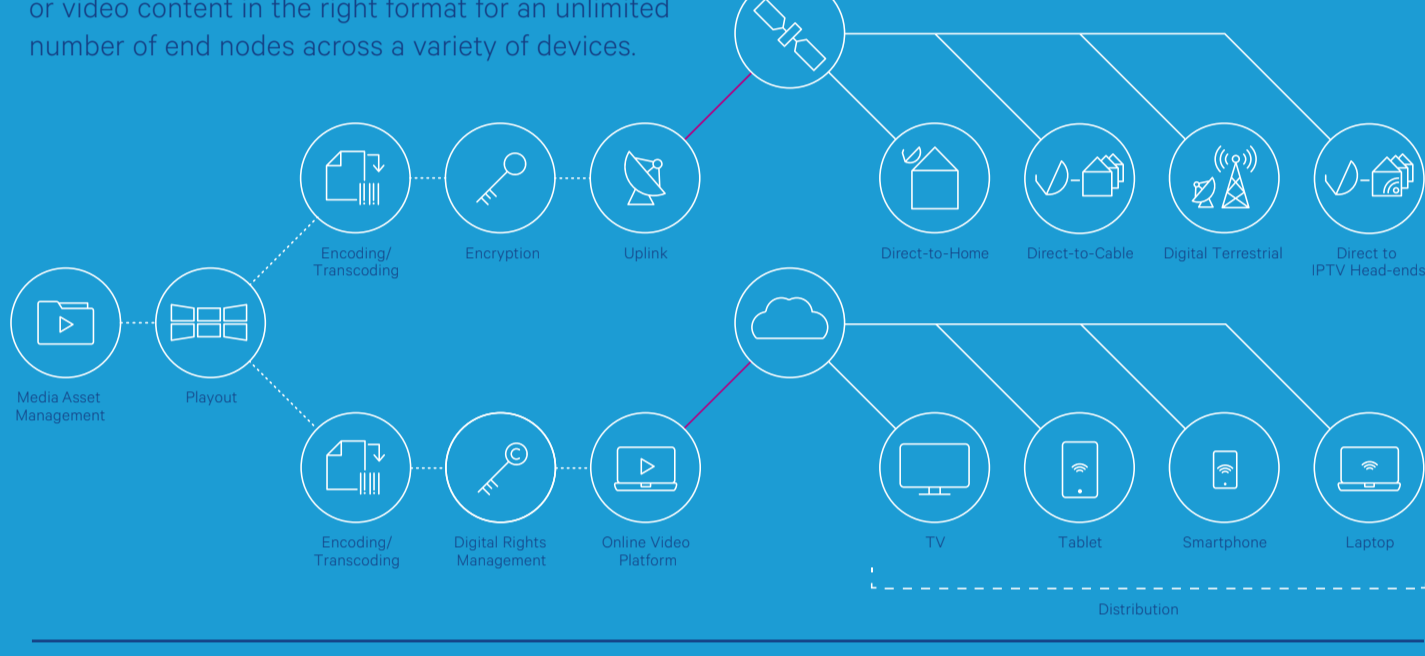 or video content in the right format for an unlimited
number of end nodes across a variety of devices.
Encoding/
Transcoding
Encryption
Uplink
Direct-to-Home
Direct-to-Cable
Digital Terrestrial
Direct to
IPTV Head-ends
Media Asset
Management
Playout
Encoding/
Transcoding
Digital Rights
Management
Online Video
Platform
TV
Tablet
Smartphone
Laptop
Distribution